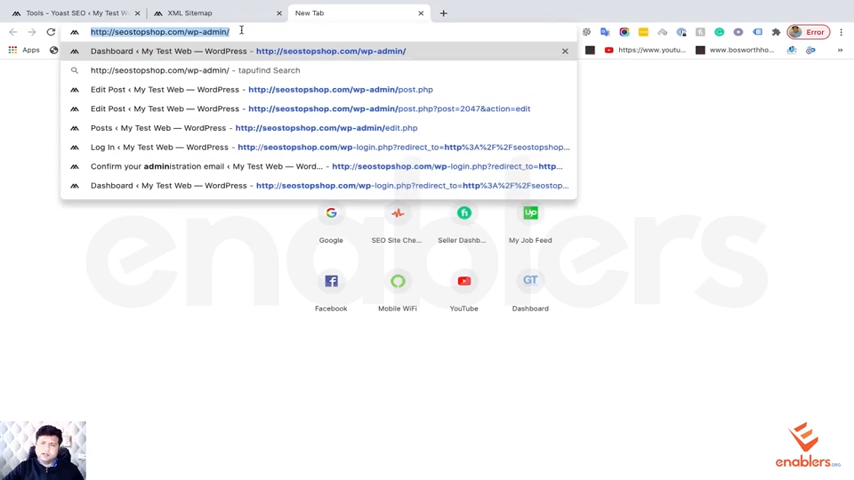 Tools - Yoast SEO ‹ My Test W
XML Sitemap
New Tab
http://seostopshop.com/wp-admin/
Error
Apps
https://www.youtu...
www.bosworthho...
Dashboard ‹ My Test Web — WordPress - http://seostopshop.com/wp-admin/
http://seostopshop.com/wp-admin/ - tapufind Search
Edit Post ‹ My Test Web — WordPress - http://seostopshop.com/wp-admin/post.php
Edit Post ‹ My Test Web — WordPress - http://seostopshop.com/wp-admin/post.php?post=2047&action=edit
Posts ‹ My Test Web — WordPress - http://seostopshop.com/wp-admin/edit.php
Log In ‹ My Test Web — WordPress - http://seostopshop.com/wp-login.php?redirect_to=http%3A%2F%2Fseostopshop...
Confirm your administration email ‹ My Test Web — Word... - http://seostopshop.com/wp-login.php?redirect_to=http...
Dashboard ‹ My Test Web — WordPress - http://seostopshop.com/wp-login.php?redirect_to=http%3A%2F%2Fseostop...
Google
SEO Site Che...
Seller Dashb...
Up
My Job Feed
enablers
GT
Facebook
Mobile WiFi
YouTube
Dashboard
enablers.ORG